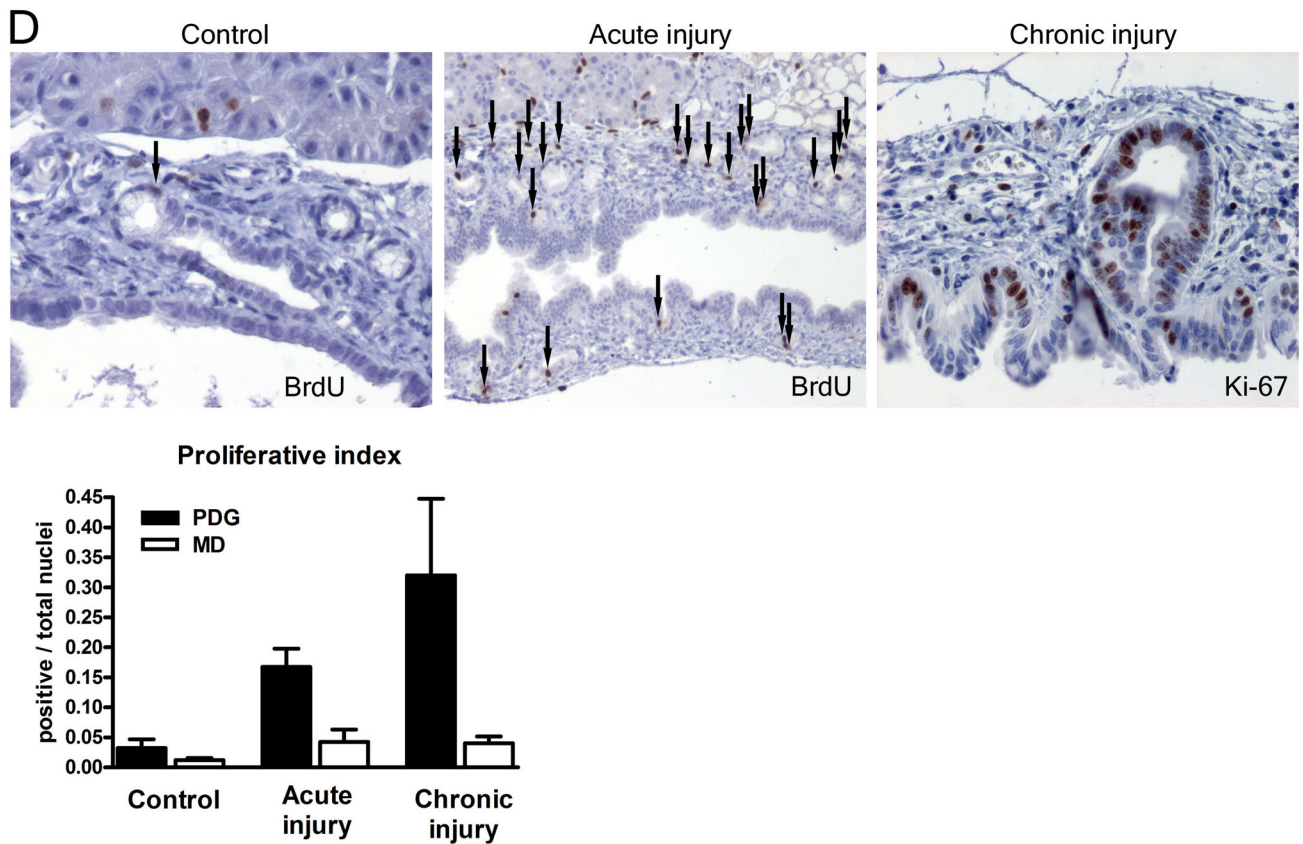 D
Control
Acute injury
Chronic injury
BrdU
BrdU
Ki-67
Proliferative index
positive / total nuclei
0.45
0.40
0.35
0.30
0.25
0.20
0.15
0.10
0.05
0.00
PDG
MD
Control
Acute
injury
Chronic
injury